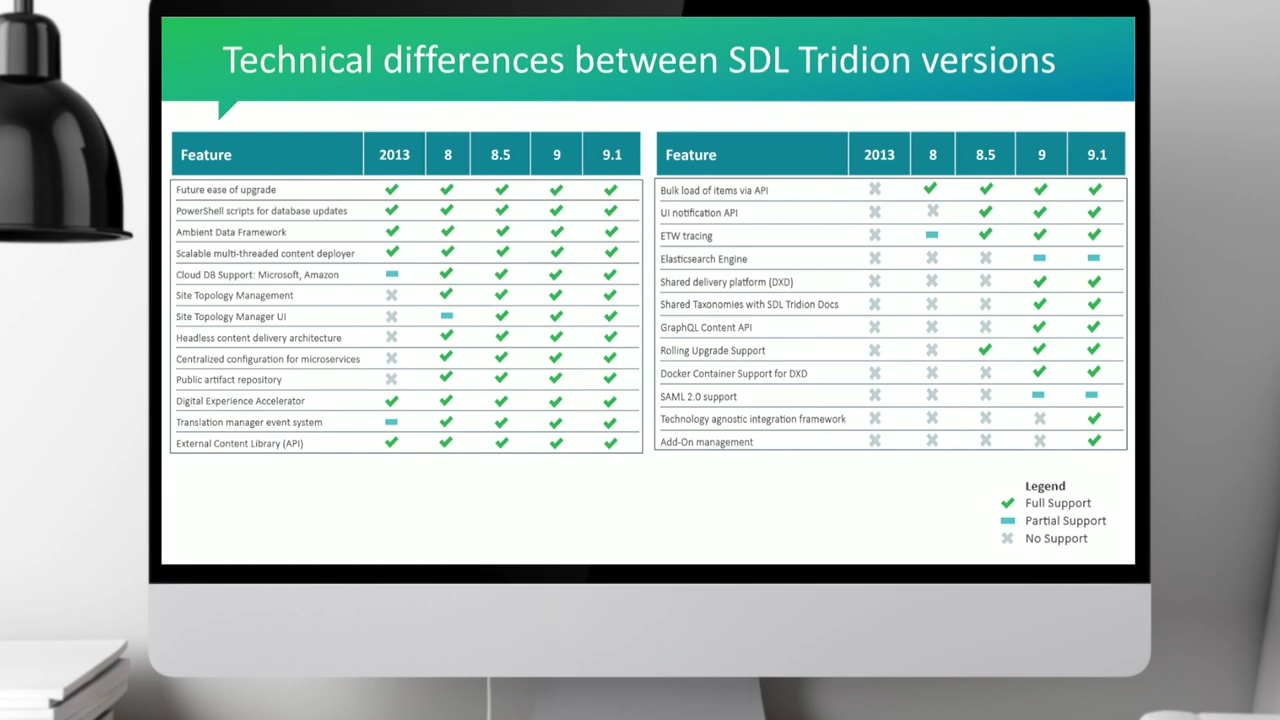 Technical differences between SDL Tridion versions
Feature 2013 8 8.5 9 9.1
Future ease of upgrade
PowerShell scripts for database updates
Ambient Data Framework
Scalable multi-threaded content deployer
Cloud DB Support: Microsoft, Amazon
Site Topology Management
Site Topology Manager UI
Headless content delivery architecture
Centralized configuration for microservices
Public artifact repository
Digital Experience Accelerator
Translation manager event system
External Content Library (API)
Feature 2013 8 8.5 9 9.1
Bulk load of items via API
UI notification API
ETW tracing
Elasticsearch Engine
Shared delivery platform (DXD)
Shared Taxonomies with SDL Tridion Docs
GraphQL Content API
Rolling Upgrade Support
Docker Container Support for DXD
SAML 2.0 support
Technology agnostic integration framework
Add-On management
Legend
Full Support
Partial Support
No Support